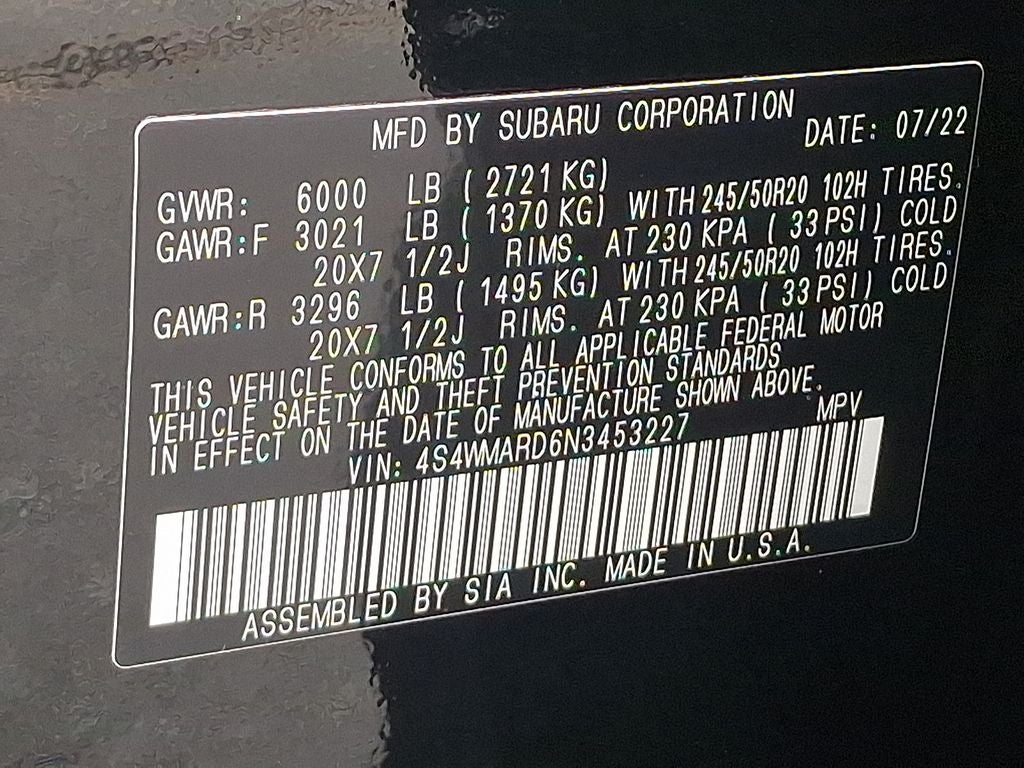 MFD BY SUBARU CORPORATION
DATE: 07/22
GVWR: 6000 LB ( 2721 KG)
GAWR:F 3021 LB ( 1370 KG) WITH 245/50R20 102H TIRES.
20X7 1/2J RIMS. AT 230 KPA ( 33 PSI) COLD
GAWR:R 3296 LB ( 1495 KG) WITH 245/50R20 102H TIRES.
20X7 1/2J RIMS. AT 230 KPA ( 33 PSI) COLD
THIS VEHICLE CONFORMS TO ALL APPLICABLE FEDERAL MOTOR
VEHICLE SAFETY AND THEFT PREVENTION STANDARDS
IN EFFECT ON THE DATE OF MANUFACTURE SHOWN ABOVE.
VIN: 4S4WMARD6N3453227 MPV
ASSEMBLED BY SIA INC. MADE IN U.S.A.